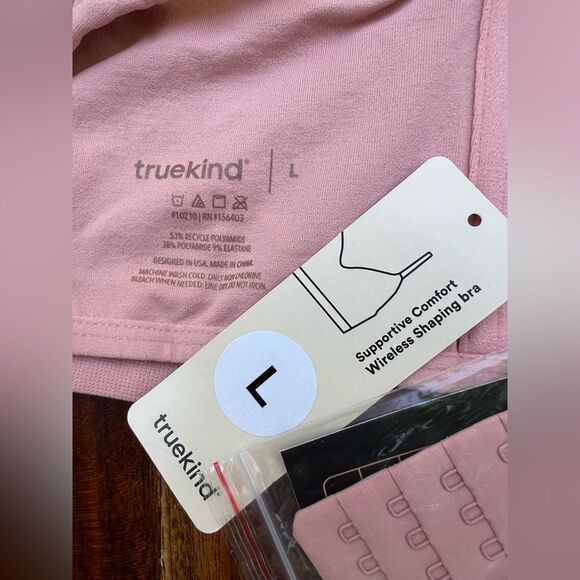 truekind® | L
#10210 | RN #156403
53% RECYCLE POLYAMIDE
38% POLYAMIDE 9% ELASTANE
DESIGNED IN USA. MADE IN CHINA
MACHINE WASH COLD. ONLY NON CHLORINE
BLEACH WHEN NEEDED. LINE DRY. DO NOT IRON.
Supportive Comfort
Wireless Shaping bra
L
truekind®